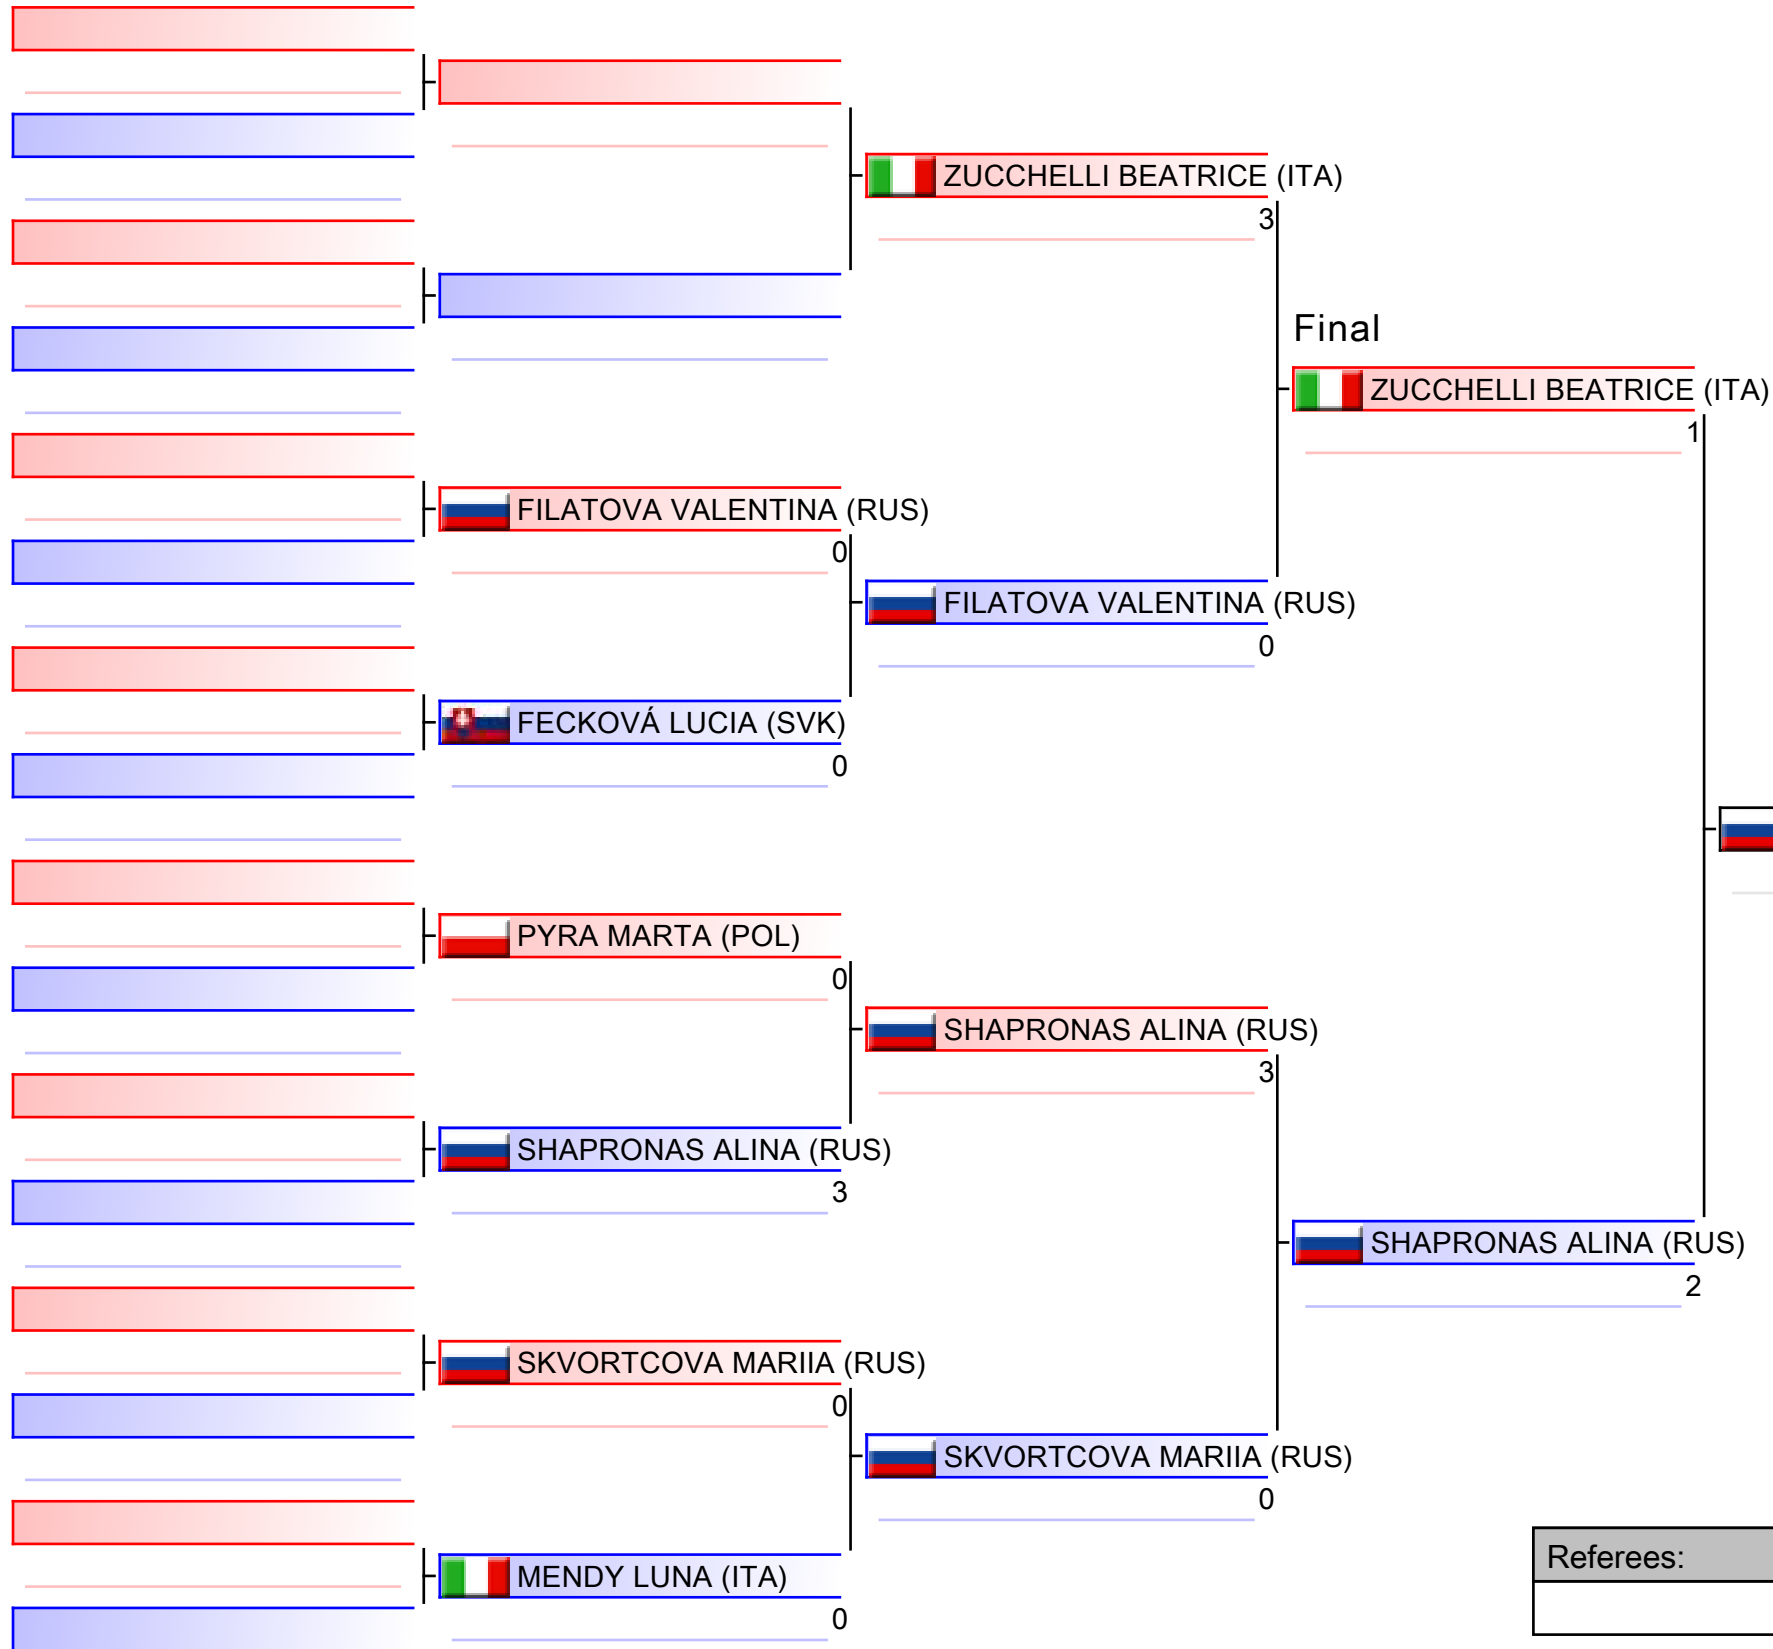 ZUCCHELLI BEATRICE (ITA)
3
Final
ZUCCHELLI BEATRICE (ITA)
1
FILATOVA VALENTINA (RUS)
0
FILATOVA VALENTINA (RUS)
0
FECKOVÁ LUCIA (SVK)
0
PYRA MARTA (POL)
0
SHAPRONAS ALINA (RUS)
3
SHAPRONAS ALINA (RUS)
3
SHAPRONAS ALINA (RUS)
2
SKVORTCOVA MARIIA (RUS)
0
SKVORTCOVA MARIIA (RUS)
0
MENDY LUNA (ITA)
0
Referees: